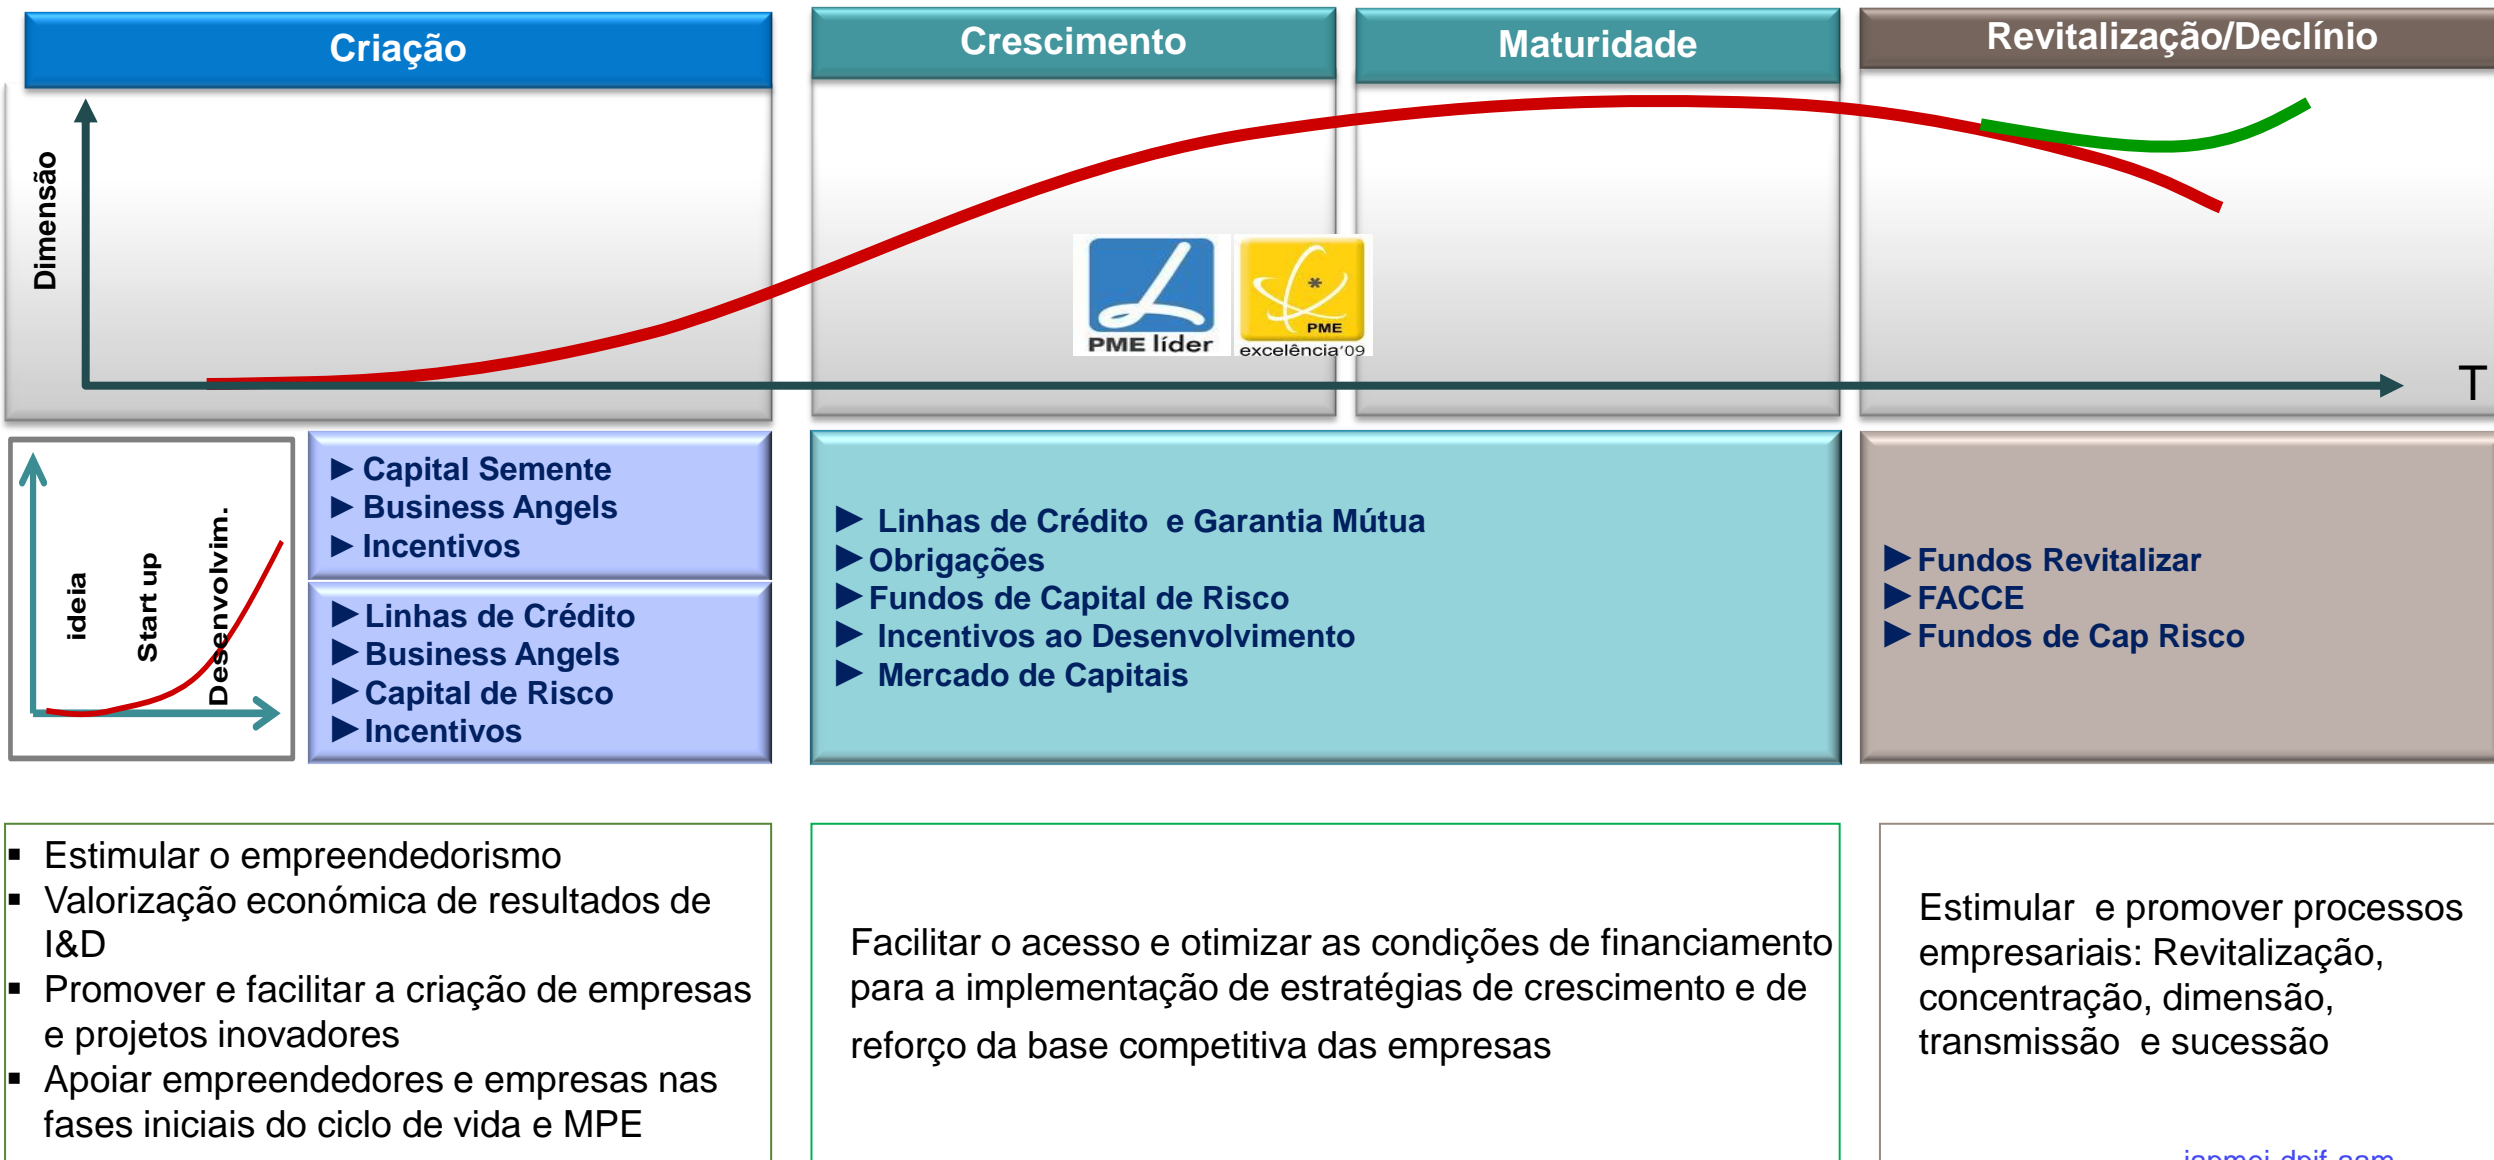 Criação
Crescimento
Maturidade
Revitalização/Declínio
Dimensão
PME líder
PME
excelência'09
T
ideia
Start up
Desenvolvim.
► Capital Semente
► Business Angels
► Incentivos
► Linhas de Crédito
► Business Angels
► Capital de Risco
► Incentivos
► Linhas de Crédito e Garantia Mútua
► Obrigações
► Fundos de Capital de Risco
► Incentivos ao Desenvolvimento
► Mercado de Capitais
► Fundos Revitalizar
► FACCE
► Fundos de Cap Risco
▪ Estimular o empreendedorismo
▪ Valorização económica de resultados de
I&D
▪ Promover e facilitar a criação de empresas
e projetos inovadores
▪ Apoiar empreendedores e empresas nas
fases iniciais do ciclo de vida e MPE
Facilitar o acesso e otimizar as condições de financiamento
para a implementação de estratégias de crescimento e de
reforço da base competitiva das empresas
Estimular e promover processos
empresariais: Revitalização,
concentração, dimensão,
transmissão e sucessão